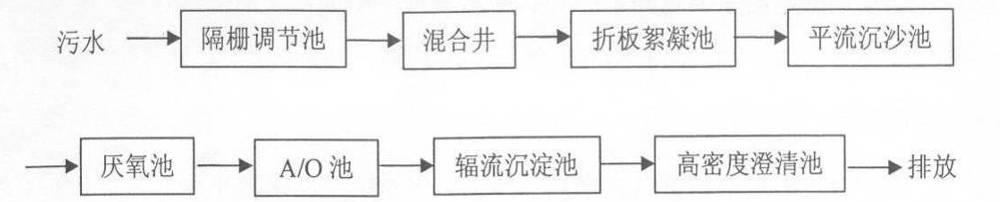 污水 隔栅调节池 混合井 折板絮凝池 平流沉沙池
厌氧池 A/O 池 辐流沉淀池 高密度澄清池 排放